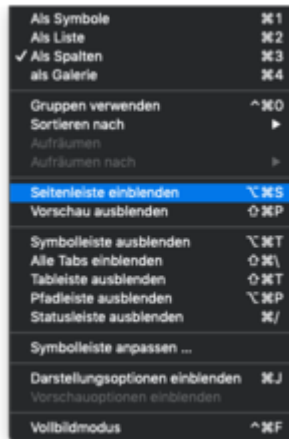 Als Symbole ⌘1
Als Liste ⌘2
✓ Als Spalten ⌘3
als Galerie ⌘4
Gruppen verwenden ^⌘0
Sortieren nach ▶
Aufräumen
Aufräumen nach ▶
Seitenleiste einblenden ⌥⌘S
Vorschau ausblenden ⇧⌘P
Symbolleiste ausblenden ⌥⌘T
Alle Tabs einblenden ⇧⌘\
Tableiste ausblenden ⇧⌘T
Pfadleiste ausblenden ⌥⌘P
Statusleiste ausblenden ⌘/
Symbolleiste anpassen ...
Darstellungsoptionen einblenden ⌘J
Vorschauoptionen einblenden
Vollbildmodus ^⌘F